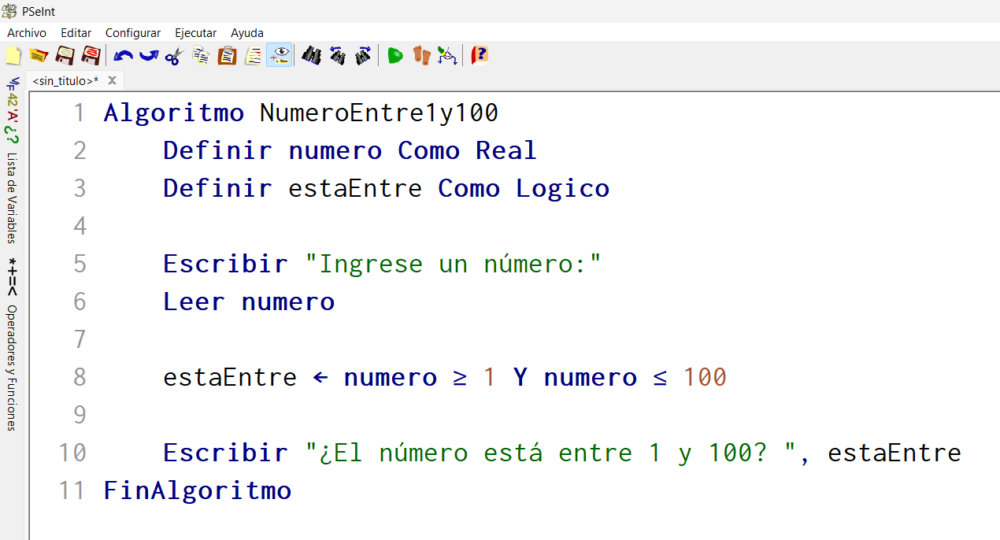 PSeInt
Archivo Editar Configurar Ejecutar Ayuda
<sin_titulo>* X
1 Algoritmo NumeroEntre1y100
2 Definir numero Como Real
3 Definir estaEntre Como Logico
4
5 Escribir "Ingrese un número:"
6 Leer numero
7
8 estaEntre ← numero ≥ 1 Y numero ≤ 100
9
10 Escribir "¿El número está entre 1 y 100? ", estaEntre
11 FinAlgoritmo
VF 42 'A' ¿? Lista de Variables
*+=< Operadores y Funciones